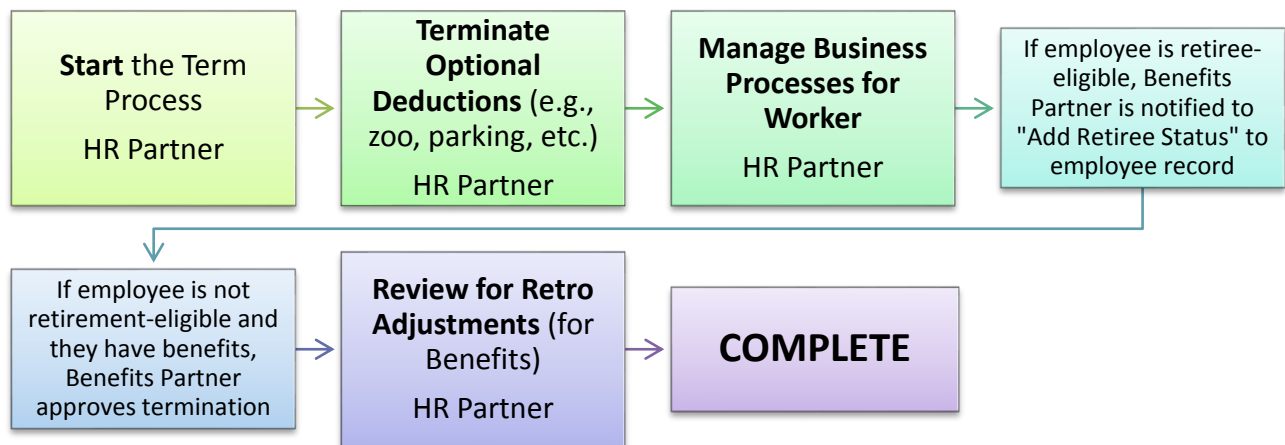 Start the Term
Process
HR Partner
Terminate
Optional
Deductions (e.g.,
zoo, parking, etc.)
HR Partner
Manage Business
Processes for
Worker
HR Partner
If employee is retiree-
eligible, Benefits
Partner is notified to
"Add Retiree Status" to
employee record
If employee is not
retirement-eligible and
they have benefits,
Benefits Partner
approves termination
Review for Retro
Adjustments (for
Benefits)
HR Partner
COMPLETE